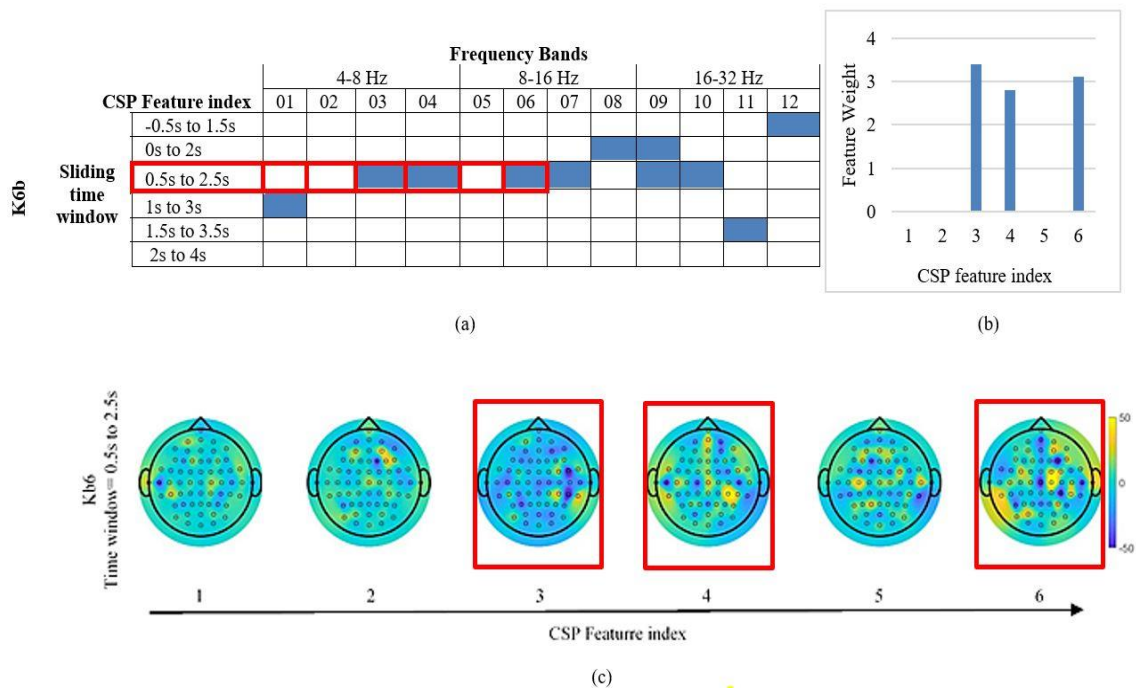 Frequency Bands
4-8 Hz 8-16 Hz 16-32 Hz
CSP Feature index 01 02 03 04 05 06 07 08 09 10 11 12
K6b
Sliding
time
window
-0.5s to 1.5s
0s to 2s
0.5s to 2.5s
1s to 3s
1.5s to 3.5s
2s to 4s
(a)
Feature Weight
4
3
2
1
0
1 2 3 4 5 6
CSP feature index
(b)
Kb6
Time window= 0.5s to 2.5s
50
0
-50
1 2 3 4 5 6
CSP Featurre index
(c)